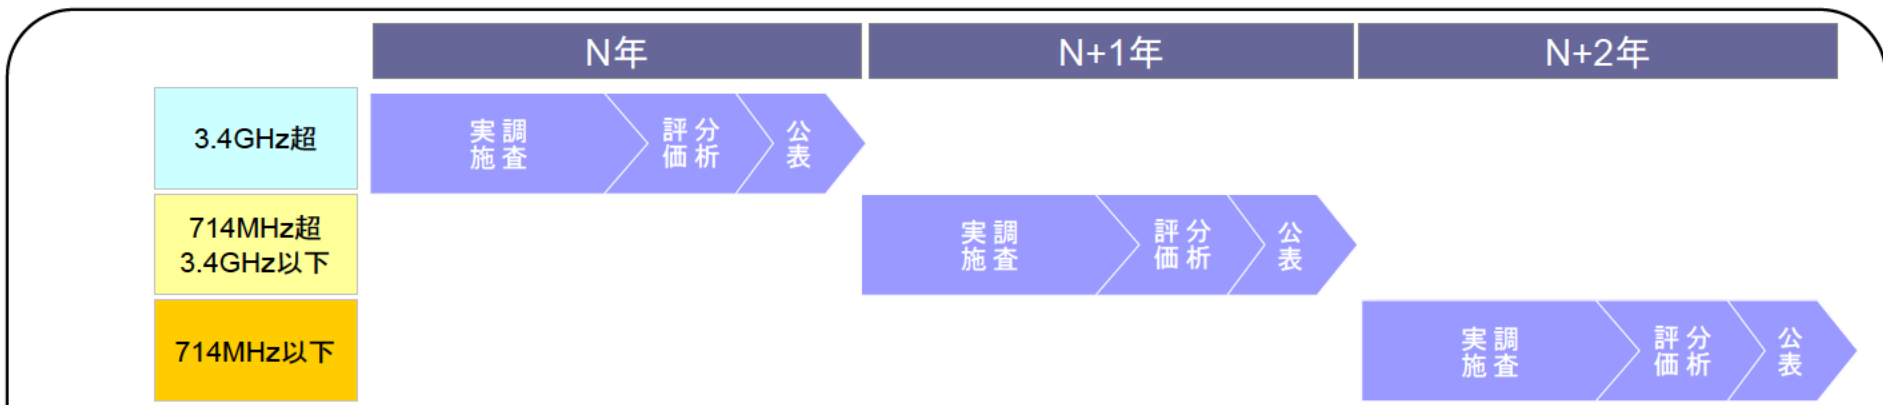 N年
N+1年
N+2年
3.4GHz超
実調
施査
評分
価析
公
表
714MHz超
3.4GHz以下
実調
施査
評分
価析
公
表
714MHz以下
実調
施査
評分
価析
公
表